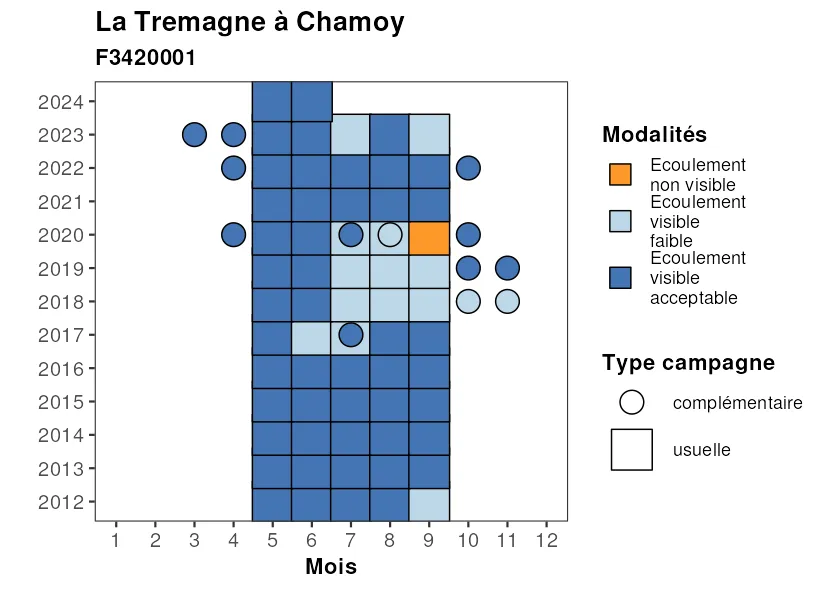 La Tremagne à Chamoy
F3420001
2024
2023
2022
2021
2020
2019
2018
2017
2016
2015
2014
2013
2012
1 2 3 4 5 6 7 8 9 10 11 12
Mois
Modalités
Ecoulement
non visible
Ecoulement
visible
faible
Ecoulement
visible
acceptable
Type campagne
complémentaire
usuelle